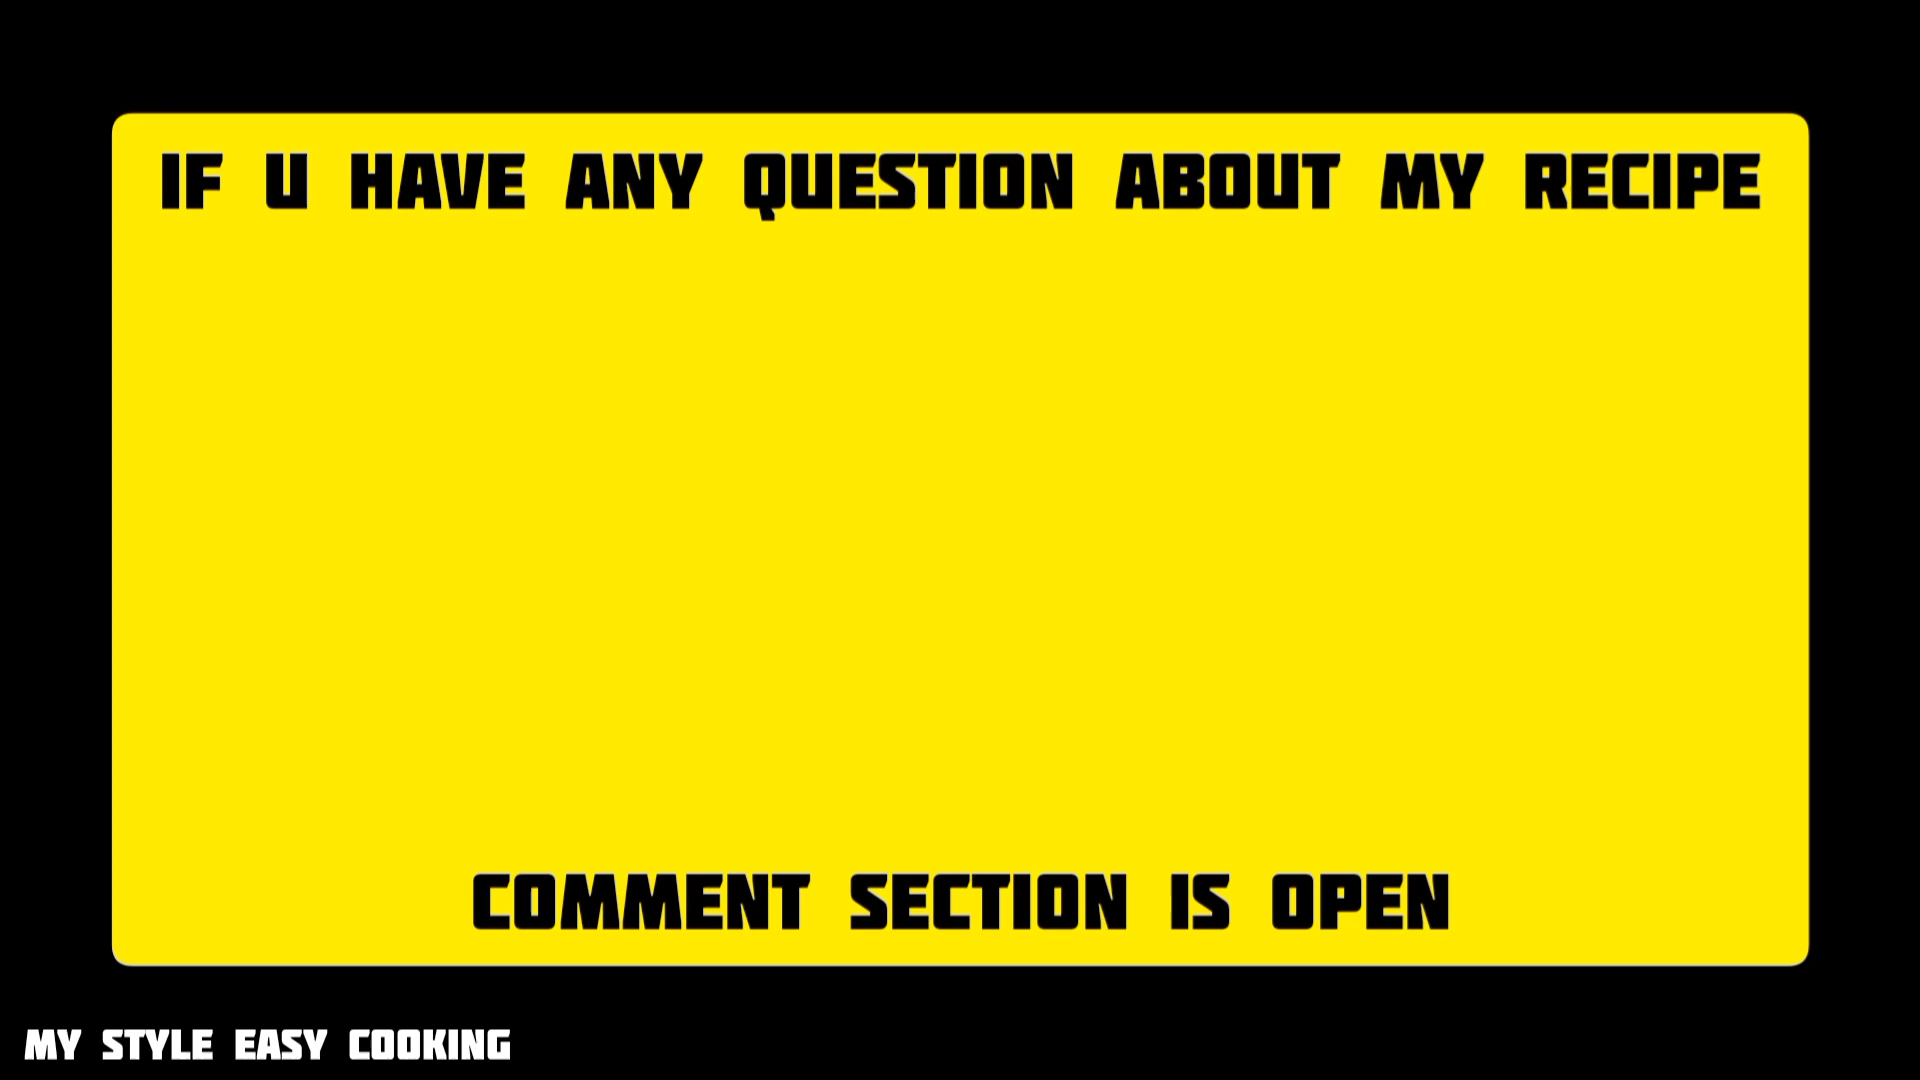 IF U HAVE ANY QUESTION ABOUT MY RECIPE
COMMENT SECTION IS OPEN
MY STYLE EASY COOKING